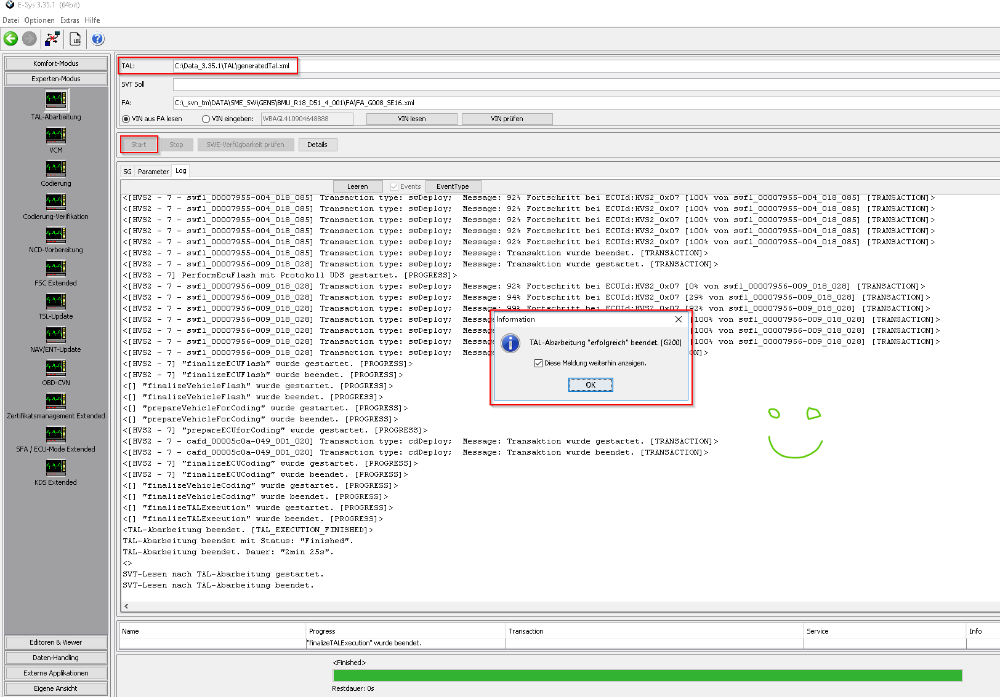 E-Sys 3.35.1 (64bit)
Datei Optionen Extras Hilfe
LOG
?
Komfort-Modus
Experten-Modus
TAL-Abarbeitung
VCM
Codierung
Codierung-Verifikation
NCD-Vorbereitung
FSC Extended
TSL-Update
NAV/ENT-Update
OBD-CVN
Zertifikatsmanagement Extended
SFA / ECU-Mode Extended
KDS Extended
Editoren & Viewer
Daten-Handling
Externe Applikationen
Eigene Ansicht
TAL: C:\Data_3.35.1\TAL\generatedTal.xml
SVT Soll
FA: C:\_svn_tm\DATA\SME_SW\GEN5\BMU_R18_D51_4_001\FA\FA_G008_SE16.xml
VIN aus FA lesen VIN eingeben: WBAGL410904648888 VIN lesen VIN prüfen
Start Stop SWE-Verfügbarkeit prüfen Details
SG Parameter Log
Leeren Events EventType
<[HVS2 - 7 - swfl_00007955-004_018_085] Transaction type: swDeploy; Message: 92% Fortschritt bei ECUId:HVS2_0x07 [100% von swfl_00007955-004_018_085] [TRANSACTION]>
<[HVS2 - 7 - swfl_00007955-004_018_085] Transaction type: swDeploy; Message: 92% Fortschritt bei ECUId:HVS2_0x07 [100% von swfl_00007955-004_018_085] [TRANSACTION]>
<[HVS2 - 7 - swfl_00007955-004_018_085] Transaction type: swDeploy; Message: 92% Fortschritt bei ECUId:HVS2_0x07 [100% von swfl_00007955-004_018_085] [TRANSACTION]>
<[HVS2 - 7 - swfl_00007955-004_018_085] Transaction type: swDeploy; Message: 92% Fortschritt bei ECUId:HVS2_0x07 [100% von swfl_00007955-004_018_085] [TRANSACTION]>
<[HVS2 - 7 - swfl_00007955-004_018_085] Transaction type: swDeploy; Message: 92% Fortschritt bei ECUId:HVS2_0x07 [100% von swfl_00007955-004_018_085] [TRANSACTION]>
<[HVS2 - 7 - swfl_00007955-004_018_085] Transaction type: swDeploy; Message: Transaktion wurde beendet. [TRANSACTION]>
<[HVS2 - 7 - swfl_00007956-009_018_028] Transaction type: swDeploy; Message: Transaktion wurde gestartet. [TRANSACTION]>
<[HVS2 - 7] PerformEcuFlash mit Protokoll UDS gestartet. [PROGRESS]>
<[HVS2 - 7 - swfl_00007956-009_018_028] Transaction type: swDeploy; Message: 92% Fortschritt bei ECUId:HVS2_0x07 [0% von swfl_00007956-009_018_028] [TRANSACTION]>
<[HVS2 - 7 - swfl_00007956-009_018_028] Transaction type: swDeploy; Message: 94% Fortschritt bei ECUId:HVS2_0x07 [29% von swfl_00007956-009_018_028] [TRANSACTION]>
<[HVS2 - 7 - swfl_00007956-009_018_028] Transaction type: swDeploy; Message: 99% Fortschritt bei ECUId:HVS2_0x07 [92% von swfl_00007956-009_018_028] [TRANSACTION]>
<[HVS2 - 7 - swfl_00007956-009_018_028] Transaction type: swDeploy; Message [100% von swfl_00007956-009_018_028] [TRANSACTION]>
<[HVS2 - 7 - swfl_00007956-009_018_028] Transaction type: swDeploy; Message [100% von swfl_00007956-009_018_028] [TRANSACTION]>
<[HVS2 - 7 - swfl_00007956-009_018_028] Transaction type: swDeploy; Message [100% von swfl_00007956-009_018_028] [TRANSACTION]>
<[HVS2 - 7 - swfl_00007956-009_018_028] Transaction type: swDeploy; Message ON]>
<[HVS2 - 7] "finalizeECUFlash" wurde gestartet. [PROGRESS]>
<[HVS2 - 7] "finalizeECUFlash" wurde beendet. [PROGRESS]>
<[] "finalizeVehicleFlash" wurde gestartet. [PROGRESS]>
<[] "finalizeVehicleFlash" wurde beendet. [PROGRESS]>
<[] "prepareVehicleForCoding" wurde gestartet. [PROGRESS]>
<[] "prepareVehicleForCoding" wurde beendet. [PROGRESS]>
<[HVS2 - 7] "prepareECUforCoding" wurde gestartet. [PROGRESS]>
<[HVS2 - 7 - cafd_00005c0a-049_001_020] Transaction type: cdDeploy; Message: Transaktion wurde gestartet. [TRANSACTION]>
<[HVS2 - 7 - cafd_00005c0a-049_001_020] Transaction type: cdDeploy; Message: Transaktion wurde beendet. [TRANSACTION]>
<[HVS2 - 7] "finalizeECUCoding" wurde gestartet. [PROGRESS]>
<[HVS2 - 7] "finalizeECUCoding" wurde beendet. [PROGRESS]>
<[] "finalizeVehicleCoding" wurde gestartet. [PROGRESS]>
<[] "finalizeVehicleCoding" wurde beendet. [PROGRESS]>
<[] "finalizeTALExecution" wurde gestartet. [PROGRESS]>
<[] "finalizeTALExecution" wurde beendet. [PROGRESS]>
<TAL-Abarbeitung beendet. [TAL_EXECUTION_FINISHED]>
TAL-Abarbeitung beendet mit Status: "Finished".
TAL-Abarbeitung beendet. Dauer: "2min 25s".
<>
SVT-Lesen nach TAL-Abarbeitung gestartet.
SVT-Lesen nach TAL-Abarbeitung beendet.
Information
TAL-Abarbeitung "erfolgreich" beendet. [G200]
Diese Meldung weiterhin anzeigen.
OK
Name Progress Transaction Service Info
"finalizeTALExecution" wurde beendet.
<Finished>
Restdauer: 0s